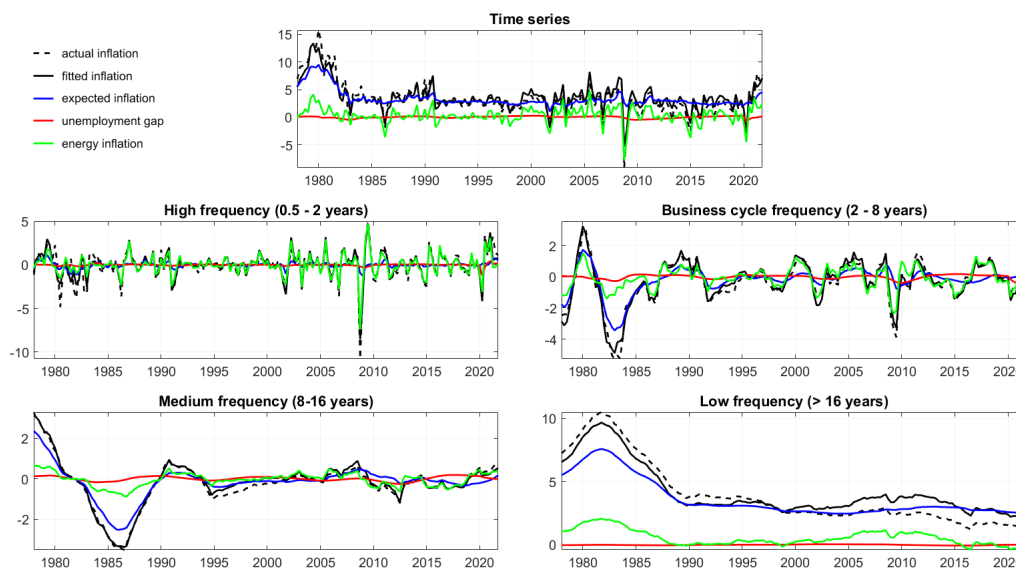 Time series
actual inflation
fitted inflation
expected inflation
unemployment gap
energy inflation
15
10
5
0
-5
1980 1985 1990 1995 2000 2005 2010 2015 2020
High frequency (0.5 - 2 years)
5
0
-5
-10
1980 1985 1990 1995 2000 2005 2010 2015 2020
Business cycle frequency (2 - 8 years)
2
0
-2
-4
1980 1985 1990 1995 2000 2005 2010 2015 202
Medium frequency (8-16 years)
2
0
-2
1980 1985 1990 1995 2000 2005 2010 2015 2020
Low frequency (> 16 years)
10
5
0
1980 1985 1990 1995 2000 2005 2010 2015 202